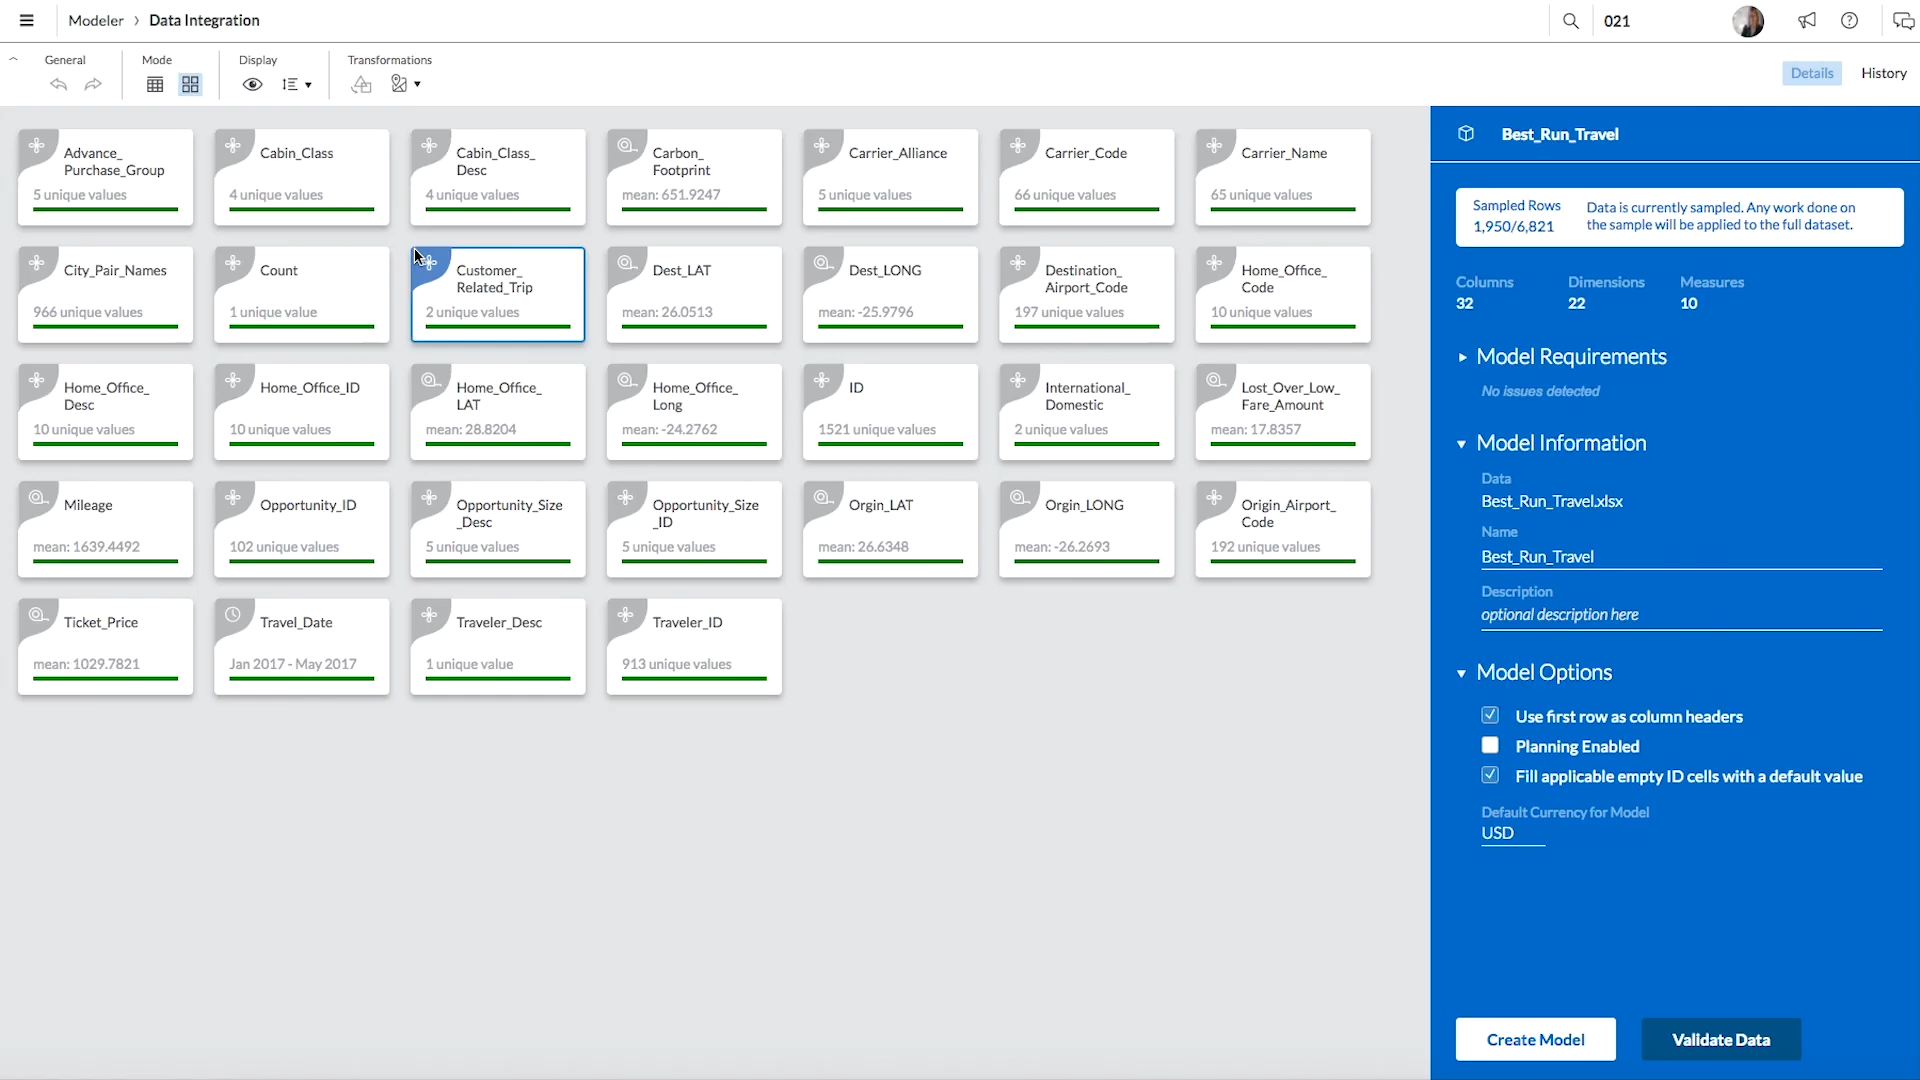 Modeler > Data Integration
021
General
Mode
Display
Transformations
Details
History
Advance_
Purchase_Group
5 unique values
Cabin_Class
4 unique values
Cabin_Class_
Desc
4 unique values
Carbon_
Footprint
mean: 651.9247
Carrier_Alliance
5 unique values
Carrier_Code
66 unique values
Carrier_Name
65 unique values
City_Pair_Names
966 unique values
Count
1 unique value
Customer_
Related_Trip
2 unique values
Dest_LAT
mean: 26.0513
Dest_LONG
mean: -25.9796
Destination_
Airport_Code
197 unique values
Home_Office_
Code
10 unique values
Home_Office_
Desc
10 unique values
Home_Office_ID
10 unique values
Home_Office_
LAT
mean: 28.8204
Home_Office_
Long
mean: -24.2762
ID
1521 unique values
International_
Domestic
2 unique values
Lost_Over_Low_
Fare_Amount
mean: 17.8357
Mileage
mean: 1639.4492
Opportunity_ID
102 unique values
Opportunity_Size
_Desc
5 unique values
Opportunity_Size
_ID
5 unique values
Orgin_LAT
mean: 26.6348
Orgin_LONG
mean: -26.2693
Origin_Airport_
Code
192 unique values
Ticket_Price
mean: 1029.7821
Travel_Date
Jan 2017 - May 2017
Traveler_Desc
1 unique value
Traveler_ID
913 unique values
Best_Run_Travel
Sampled Rows
1,950/6,821
Data is currently sampled. Any work done on
the sample will be applied to the full dataset.
Columns
32
Dimensions
22
Measures
10
Model Requirements
No issues detected
Model Information
Data
Best_Run_Travel.xlsx
Name
Best_Run_Travel
Description
optional description here
Model Options
Use first row as column headers
Planning Enabled
Fill applicable empty ID cells with a default value
Default Currency for Model
USD
Create Model
Validate Data